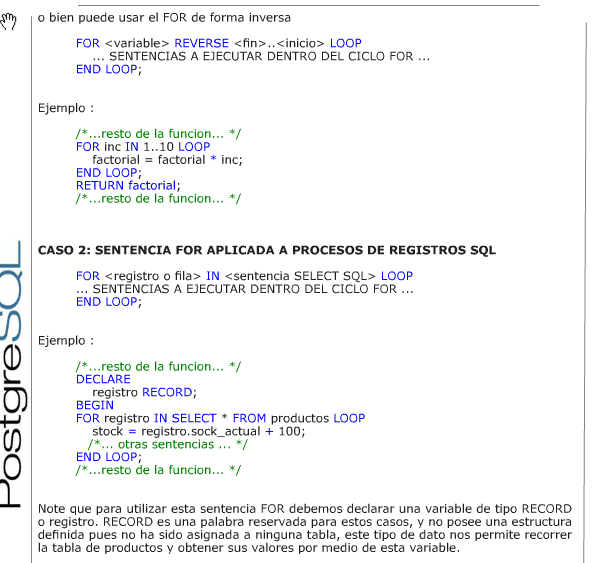 o bien puede usar el FOR de forma inversa
FOR <variable> REVERSE <fin>..<inicio> LOOP
... SENTENCIAS A EJECUTAR DENTRO DEL CICLO FOR ...
END LOOP;
Ejemplo :
/*...resto de la funcion... */
FOR inc IN 1..10 LOOP
factorial = factorial * inc;
END LOOP;
RETURN factorial;
/*...resto de la funcion... */
CASO 2: SENTENCIA FOR APLICADA A PROCESOS DE REGISTROS SQL
FOR <registro o fila> IN <sentencia SELECT SQL> LOOP
... SENTENCIAS A EJECUTAR DENTRO DEL CICLO FOR ...
END LOOP;
Ejemplo :
/*...resto de la funcion... */
DECLARE
registro RECORD;
BEGIN
FOR registro IN SELECT * FROM productos LOOP
stock = registro.sock_actual + 100;
/*... otras sentencias ... */
END LOOP;
/*...resto de la funcion... */
Note que para utilizar esta sentencia FOR debemos declarar una variable de tipo RECORD
o registro. RECORD es una palabra reservada para estos casos, y no posee una estructura
definida pues no ha sido asignada a ninguna tabla, este tipo de dato nos permite recorrer
la tabla de productos y obtener sus valores por medio de esta variable.
PostgreSQL